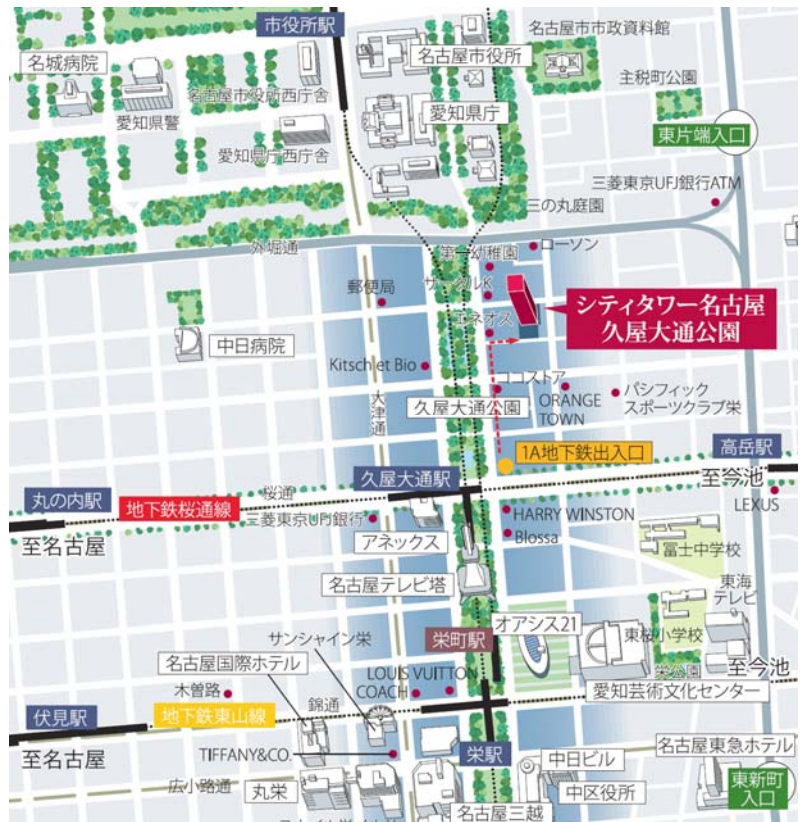 市役所駅
名古屋市役所
名古屋市市政資料館
名城病院
主税町公園
名古屋市役所西庁舎
愛知県警
愛知県庁
東片端入口
愛知県庁西庁舎
三菱東京UFJ銀行ATM
三の丸庭園
外堀通
第一幼稚園
ローソン
サークルK
郵便局
シティタワー名古屋
久屋大通公園
エネオス
中日病院
Kitsch et Bio
ココストア
大津通
久屋大通公園
ORANGE
TOWN
パシフィック
スポーツクラブ栄
1A地下鉄出入口
高岳駅
久屋大通駅
至今池
丸の内駅
地下鉄桜通線
桜通
LEXUS
三菱東京UFJ銀行
HARRY WINSTON
至名古屋
アネックス
Blossa
冨士中学校
名古屋テレビ塔
東海
テレビ
オアシス21
サンシャイン栄
栄町駅
東桜小学校
名古屋国際ホテル
栄公園
至今池
LOUIS VUITTON
木曽路
COACH
愛知芸術文化センター
錦通
伏見駅
地下鉄東山線
名古屋東急ホテル
至名古屋
TIFFANY&CO.
栄駅
中日ビル
広小路通
丸栄
中区役所
東新町
入口
名古屋三越